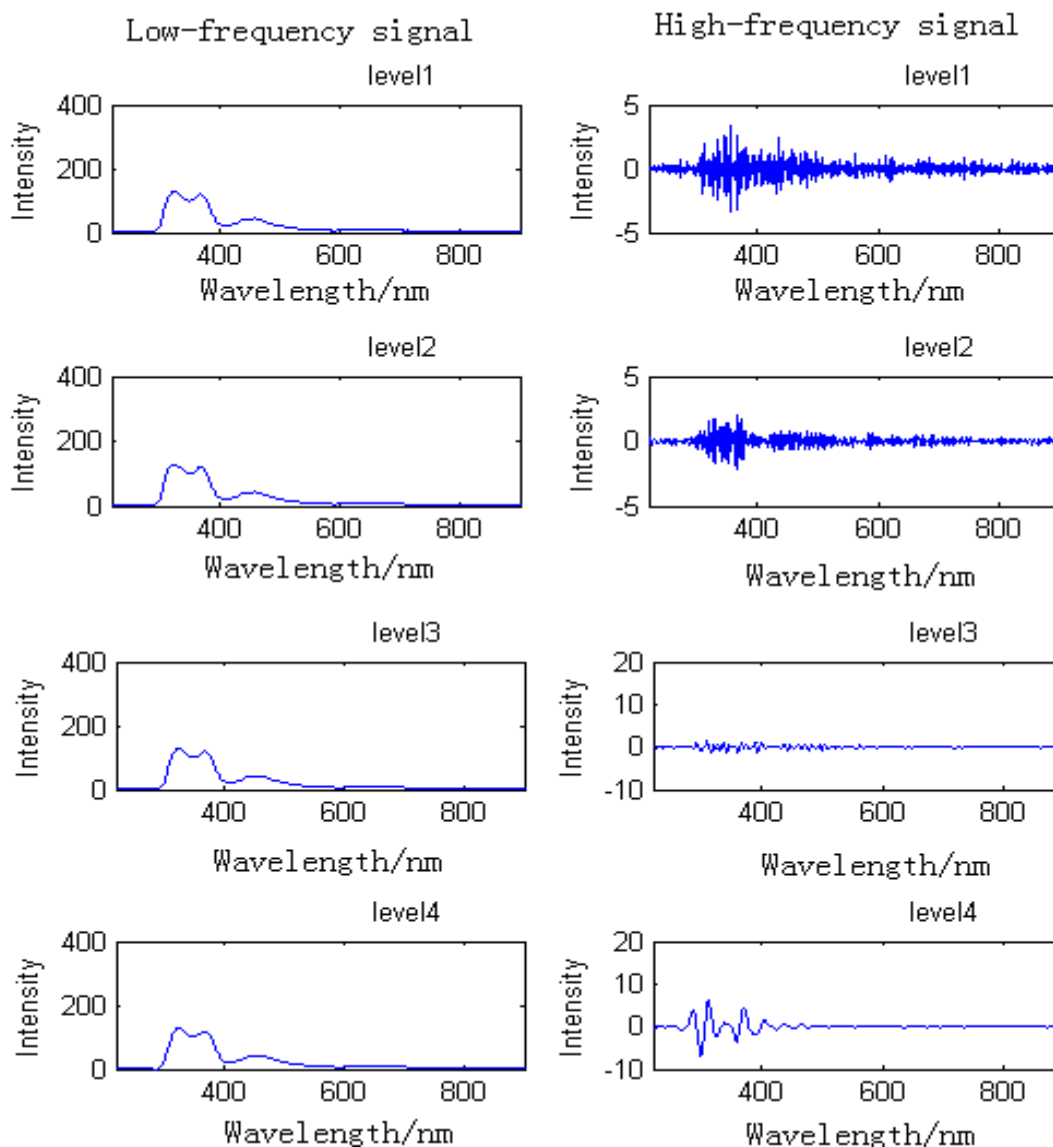 Low-frequency signal
High-frequency signal
level1
level1
400
200
0
Intensity
400
600
800
Wavelength/nm
5
0
-5
Intensity
400
600
800
Wavelength/nm
level2
level2
400
200
0
Intensity
400
600
800
Wavelength/nm
5
0
-5
Intensity
400
600
800
Wavelength/nm
level3
level3
400
200
0
Intensity
400
600
800
Wavelength/nm
20
10
0
-10
Intensity
400
600
800
Wavelength/nm
level4
level4
400
200
0
Intensity
400
600
800
Wavelength/nm
20
10
0
-10
Intensity
400
600
800
Wavelength/nm